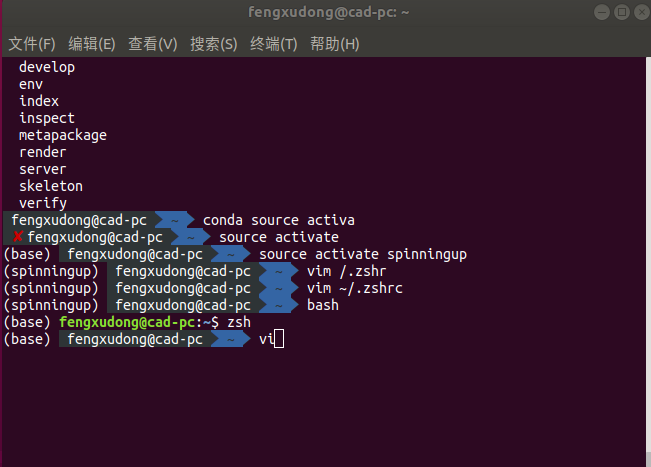 fengxudong@cad-pc: ~
文件(F) 编辑(E) 查看(V) 搜索(S) 终端(T) 帮助(H)
develop
env
index
inspect
metapackage
render
server
skeleton
verify
fengxudong@cad-pc ~ conda source activa
✘ fengxudong@cad-pc ~ source activate
(base) fengxudong@cad-pc ~ source activate spinningup
(spinningup) fengxudong@cad-pc ~ vim /.zshr
(spinningup) fengxudong@cad-pc ~ vim ~/.zshrc
(spinningup) fengxudong@cad-pc ~ bash
(base) fengxudong@cad-pc:~$ zsh
(base) fengxudong@cad-pc ~ vi